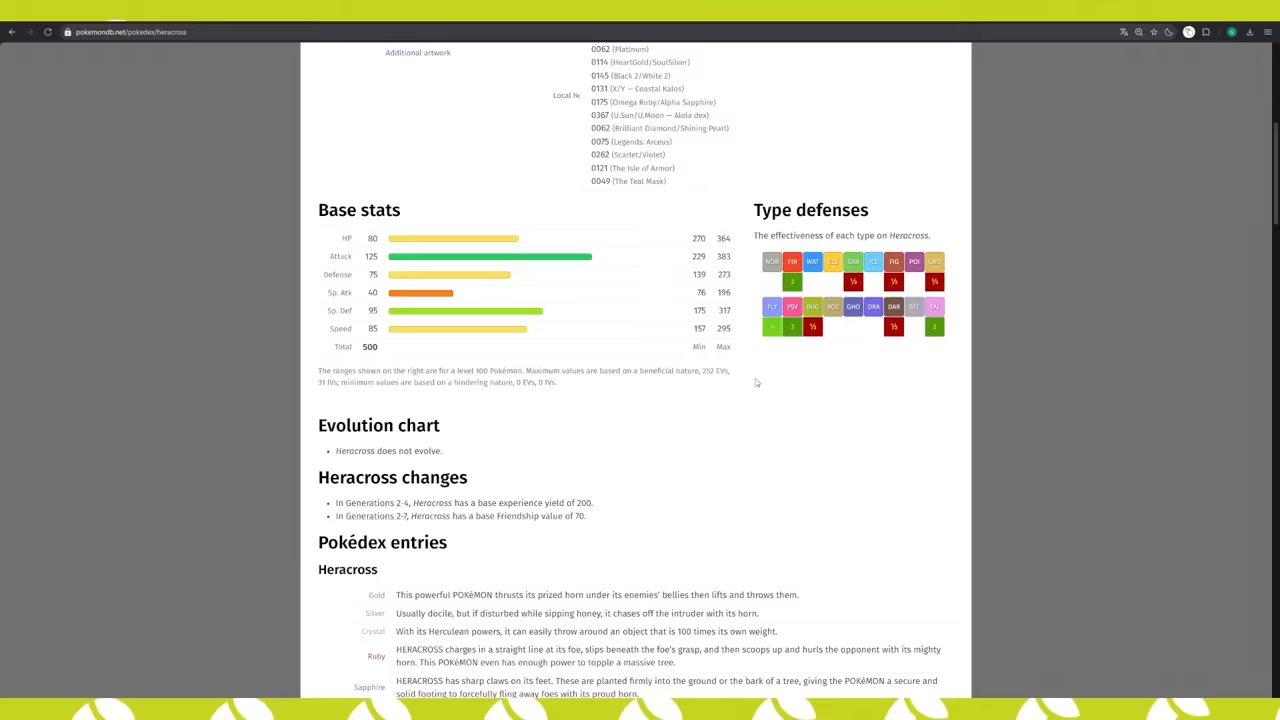 pokemondb.net/pokedex/heracross
Additional artwork
Local №
0062 (Platinum)
0114 (HeartGold/SoulSilver)
0145 (Black 2/White 2)
0131 (X/Y — Coastal Kalos)
0175 (Omega Ruby/Alpha Sapphire)
0367 (U.Sun/U.Moon — Alola dex)
0062 (Brilliant Diamond/Shining Pearl)
0075 (Legends: Arceus)
0262 (Scarlet/Violet)
0121 (The Isle of Armor)
0049 (The Teal Mask)
Base stats
HP 80 270 364
Attack 125 229 383
Defense 75 139 273
Sp. Atk 40 76 196
Sp. Def 95 175 317
Speed 85 157 295
Total 500 Min Max
The ranges shown on the right are for a level 100 Pokémon. Maximum values are based on a beneficial nature, 252 EVs,
31 IVs; minimum values are based on a hindering nature, 0 EVs, 0 IVs.
Type defenses
The effectiveness of each type on Heracross.
NOR FIR WAT ELE GRA ICE FIG POI GRO
2 ½ ½ ½
FLY PSY BUG ROC GHO DRA DAR STE FAI
4 2 ½ ½ 2
Evolution chart
• Heracross does not evolve.
Heracross changes
• In Generations 2-4, Heracross has a base experience yield of 200.
• In Generations 2-7, Heracross has a base Friendship value of 70.
Pokédex entries
Heracross
Gold This powerful POKéMON thrusts its prized horn under its enemies' bellies then lifts and throws them.
Silver Usually docile, but if disturbed while sipping honey, it chases off the intruder with its horn.
Crystal With its Herculean powers, it can easily throw around an object that is 100 times its own weight.
Ruby HERACROSS charges in a straight line at its foe, slips beneath the foe's grasp, and then scoops up and hurls the opponent with its mighty
horn. This POKéMON even has enough power to topple a massive tree.
Sapphire HERACROSS has sharp claws on its feet. These are planted firmly into the ground or the bark of a tree, giving the POKéMON a secure and
solid footing to forcefully fling away foes with its proud horn.